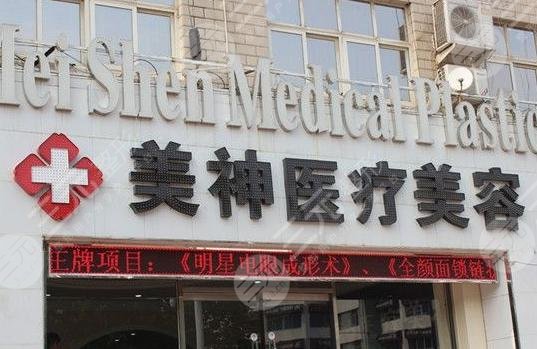 Mei Shen Medical Plastic
美神医疗美容
王牌项目：《明星电眼成形术》、《全颜面锁链